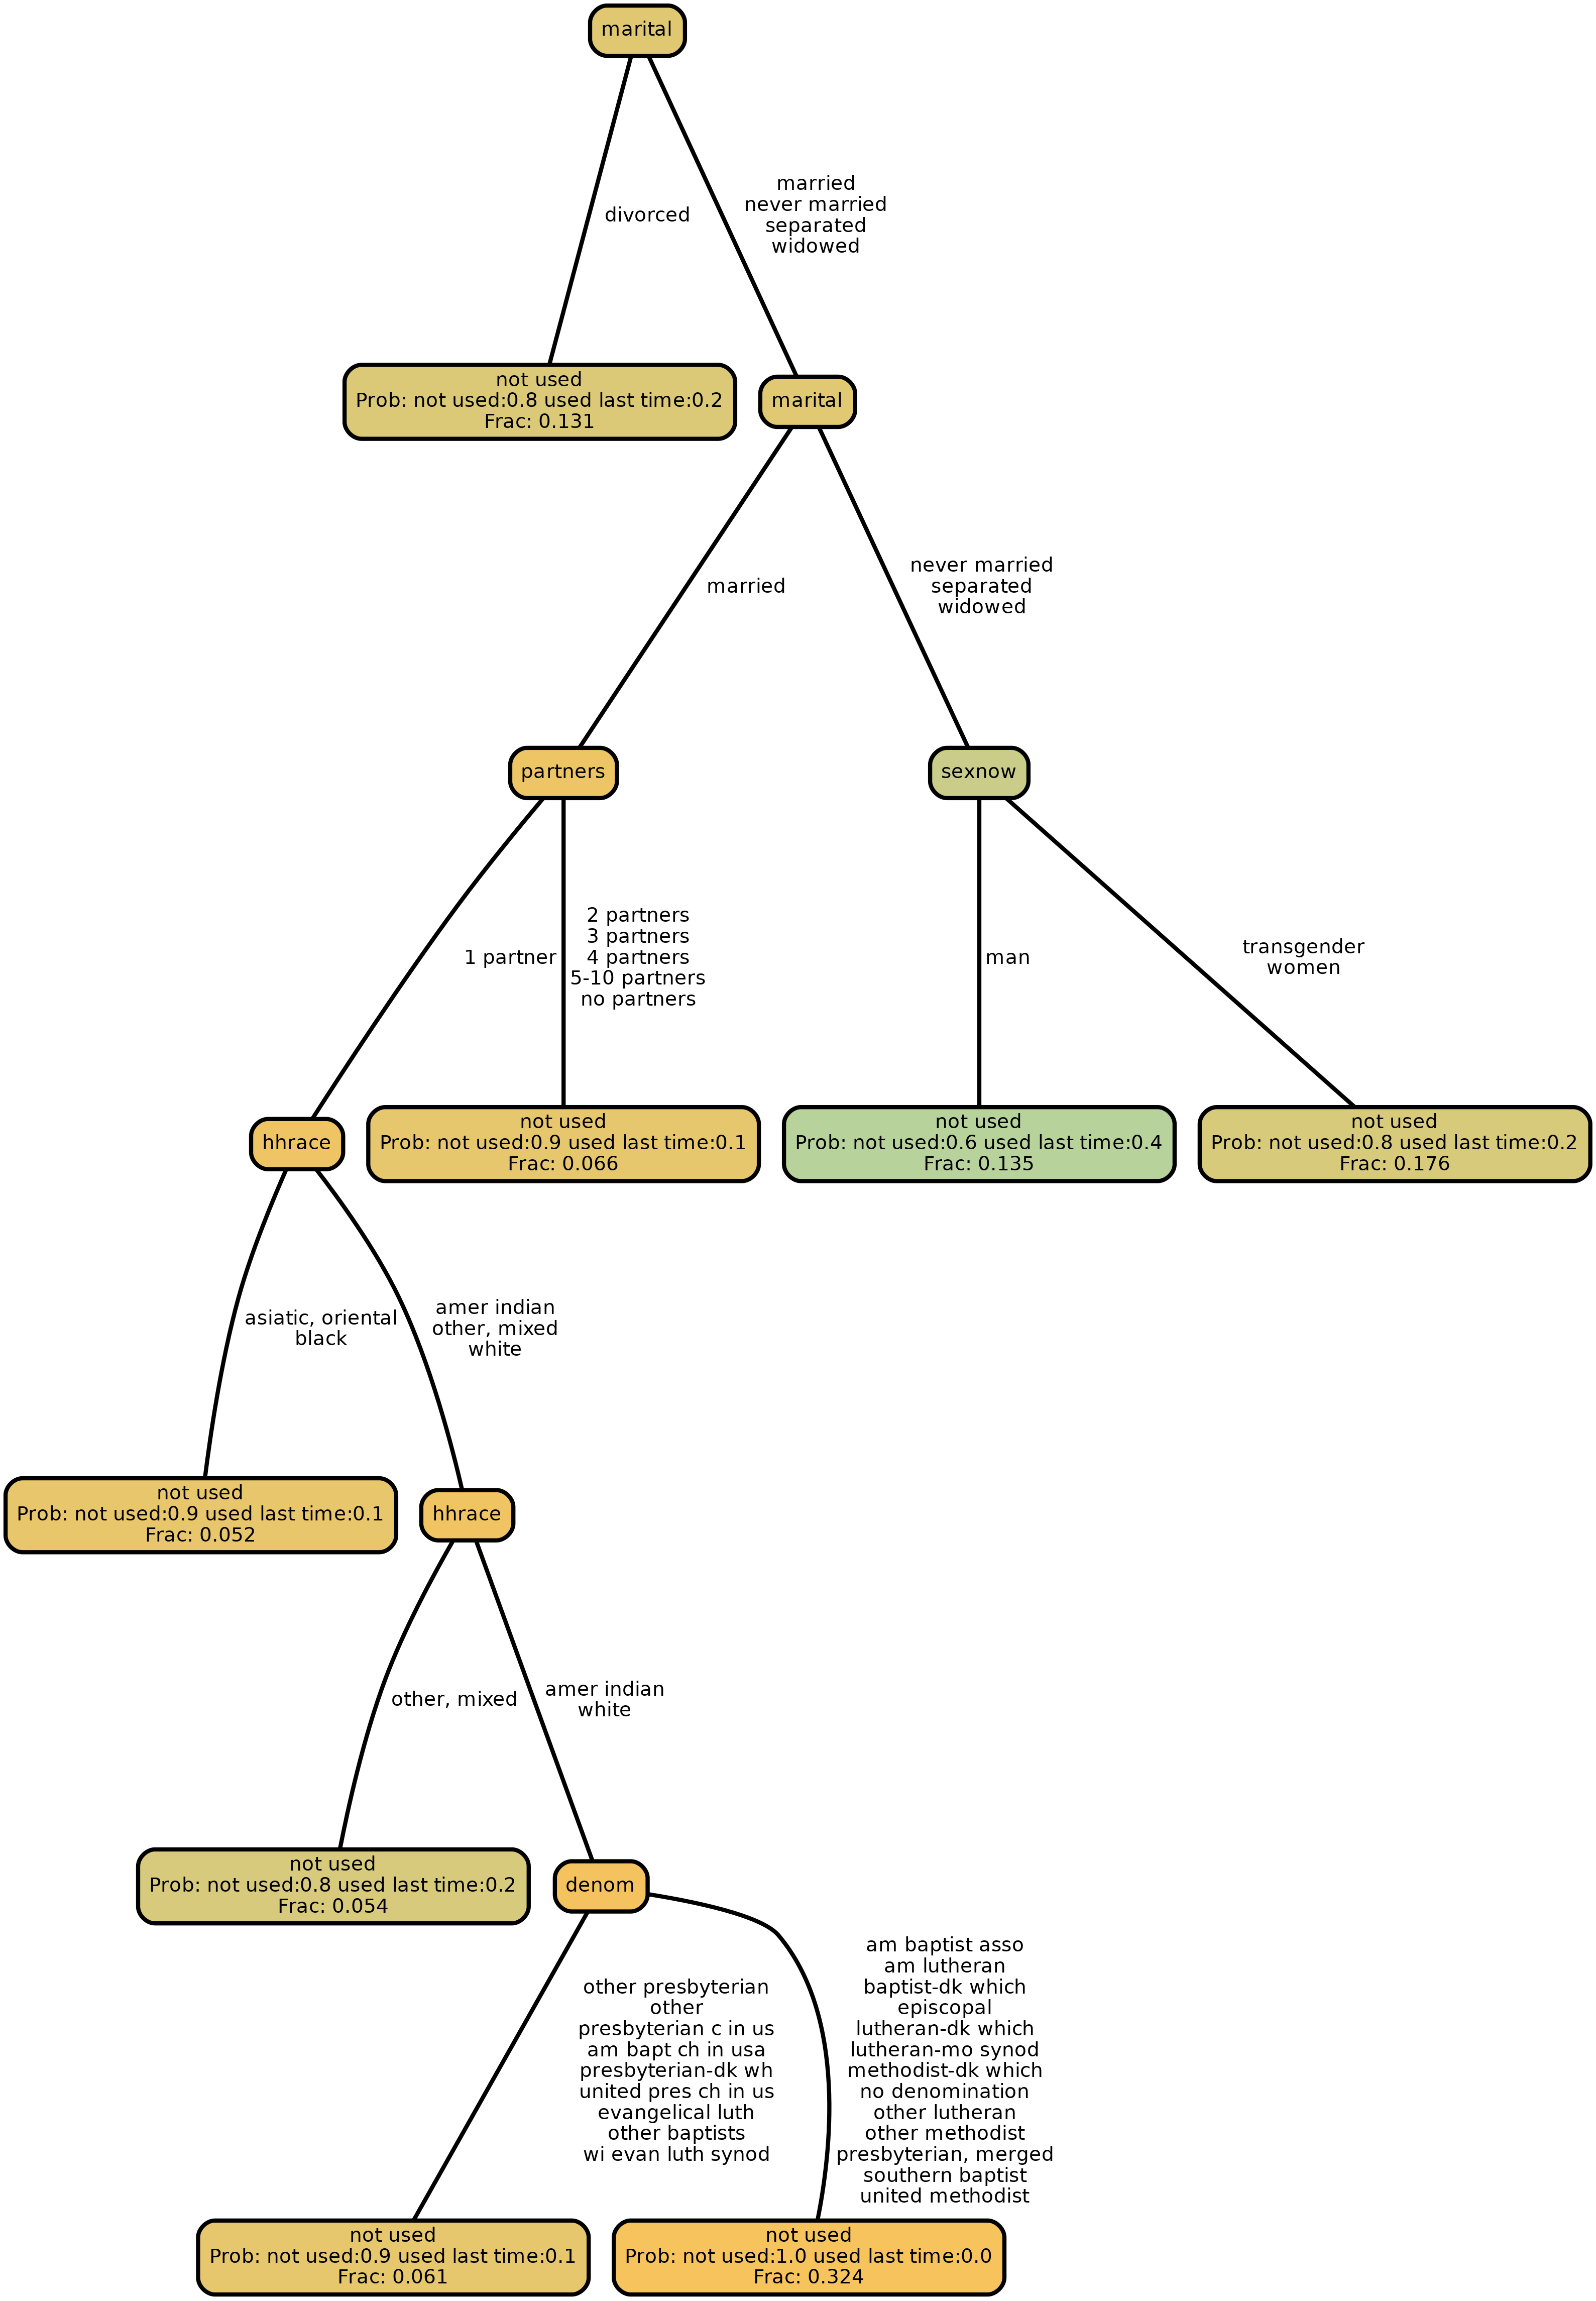 marital
divorced
married
never married
separated
widowed
not used
Prob: not used:0.8 used last time:0.2
Frac: 0.131
marital
married
never married
separated
widowed
partners
sexnow
1 partner
2 partners
3 partners
4 partners
5-10 partners
no partners
man
transgender
women
hhrace
not used
Prob: not used:0.9 used last time:0.1
Frac: 0.066
not used
Prob: not used:0.6 used last time:0.4
Frac: 0.135
not used
Prob: not used:0.8 used last time:0.2
Frac: 0.176
asiatic, oriental
black
amer indian
other, mixed
white
not used
Prob: not used:0.9 used last time:0.1
Frac: 0.052
hhrace
other, mixed
amer indian
white
not used
Prob: not used:0.8 used last time:0.2
Frac: 0.054
denom
other presbyterian
other
presbyterian c in us
am bapt ch in usa
presbyterian-dk wh
united pres ch in us
evangelical luth
other baptists
wi evan luth synod
am baptist asso
am lutheran
baptist-dk which
episcopal
lutheran-dk which
lutheran-mo synod
methodist-dk which
no denomination
other lutheran
other methodist
presbyterian, merged
southern baptist
united methodist
not used
Prob: not used:0.9 used last time:0.1
Frac: 0.061
not used
Prob: not used:1.0 used last time:0.0
Frac: 0.324